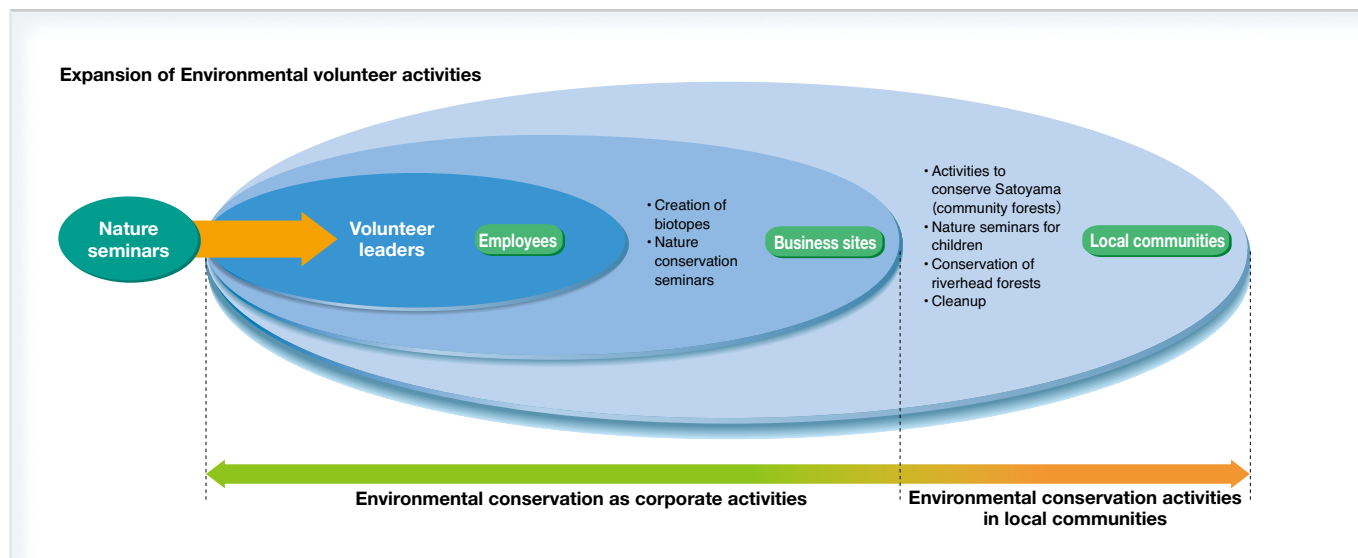 Expansion of Environmental volunteer activities
Nature
seminars
Volunteer
leaders
Employees
・Creation of
biotopes
・Nature
conservation
seminars
Business sites
・Activities to
conserve Satoyama
(community forests)
・Nature seminars for
children
・Conservation of
riverhead forests
・Cleanup
Local communities
Environmental conservation as corporate activities
Environmental conservation activities
in local communities